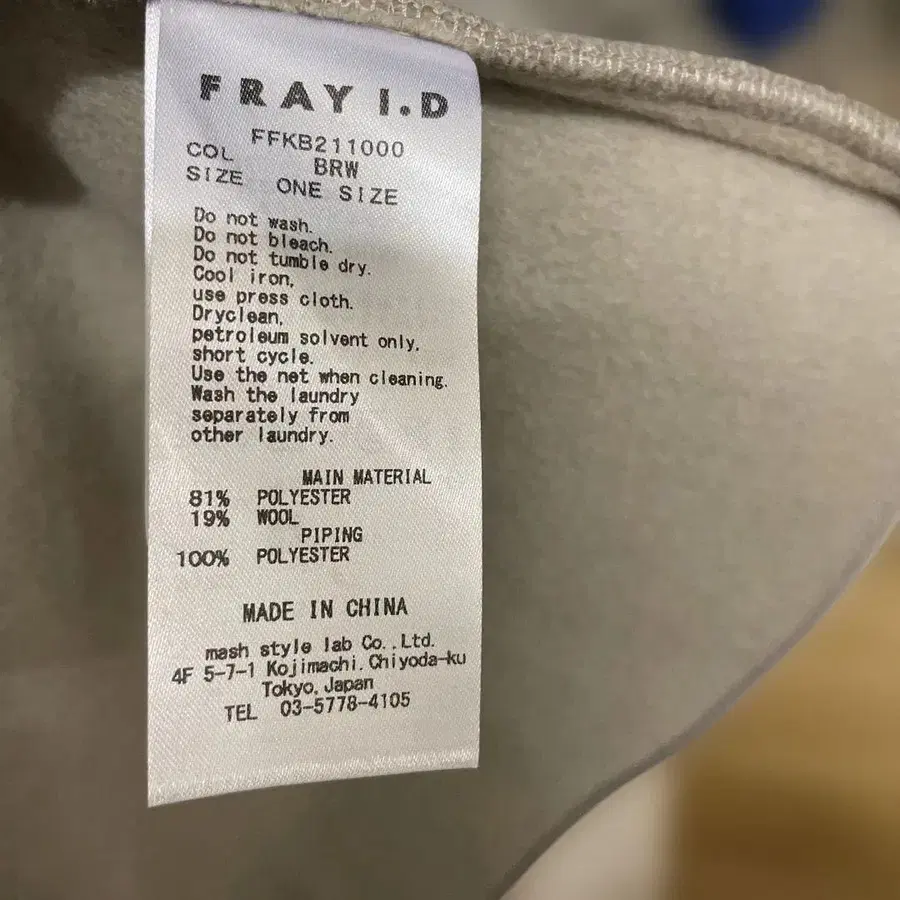 FRAY I.D
FFKB211000
COL BRW
SIZE ONE SIZE
Do not wash.
Do not bleach.
Do not tumble dry.
Cool iron,
use press cloth.
Dryclean,
petroleum solvent only,
short cycle.
Use the net when cleaning.
Wash the laundry
separately from
other laundry.
MAIN MATERIAL
81% POLYESTER
19% WOOL
PIPING
100% POLYESTER
MADE IN CHINA
mash style lab Co.,Ltd.
4F 5-7-1 Kojimachi,Chiyoda-ku
Tokyo,Japan
TEL 03-5778-4105